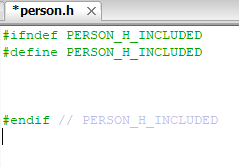 *person.h
#ifndef PERSON_H_INCLUDED
#define PERSON_H_INCLUDED
#endif // PERSON_H_INCLUDED